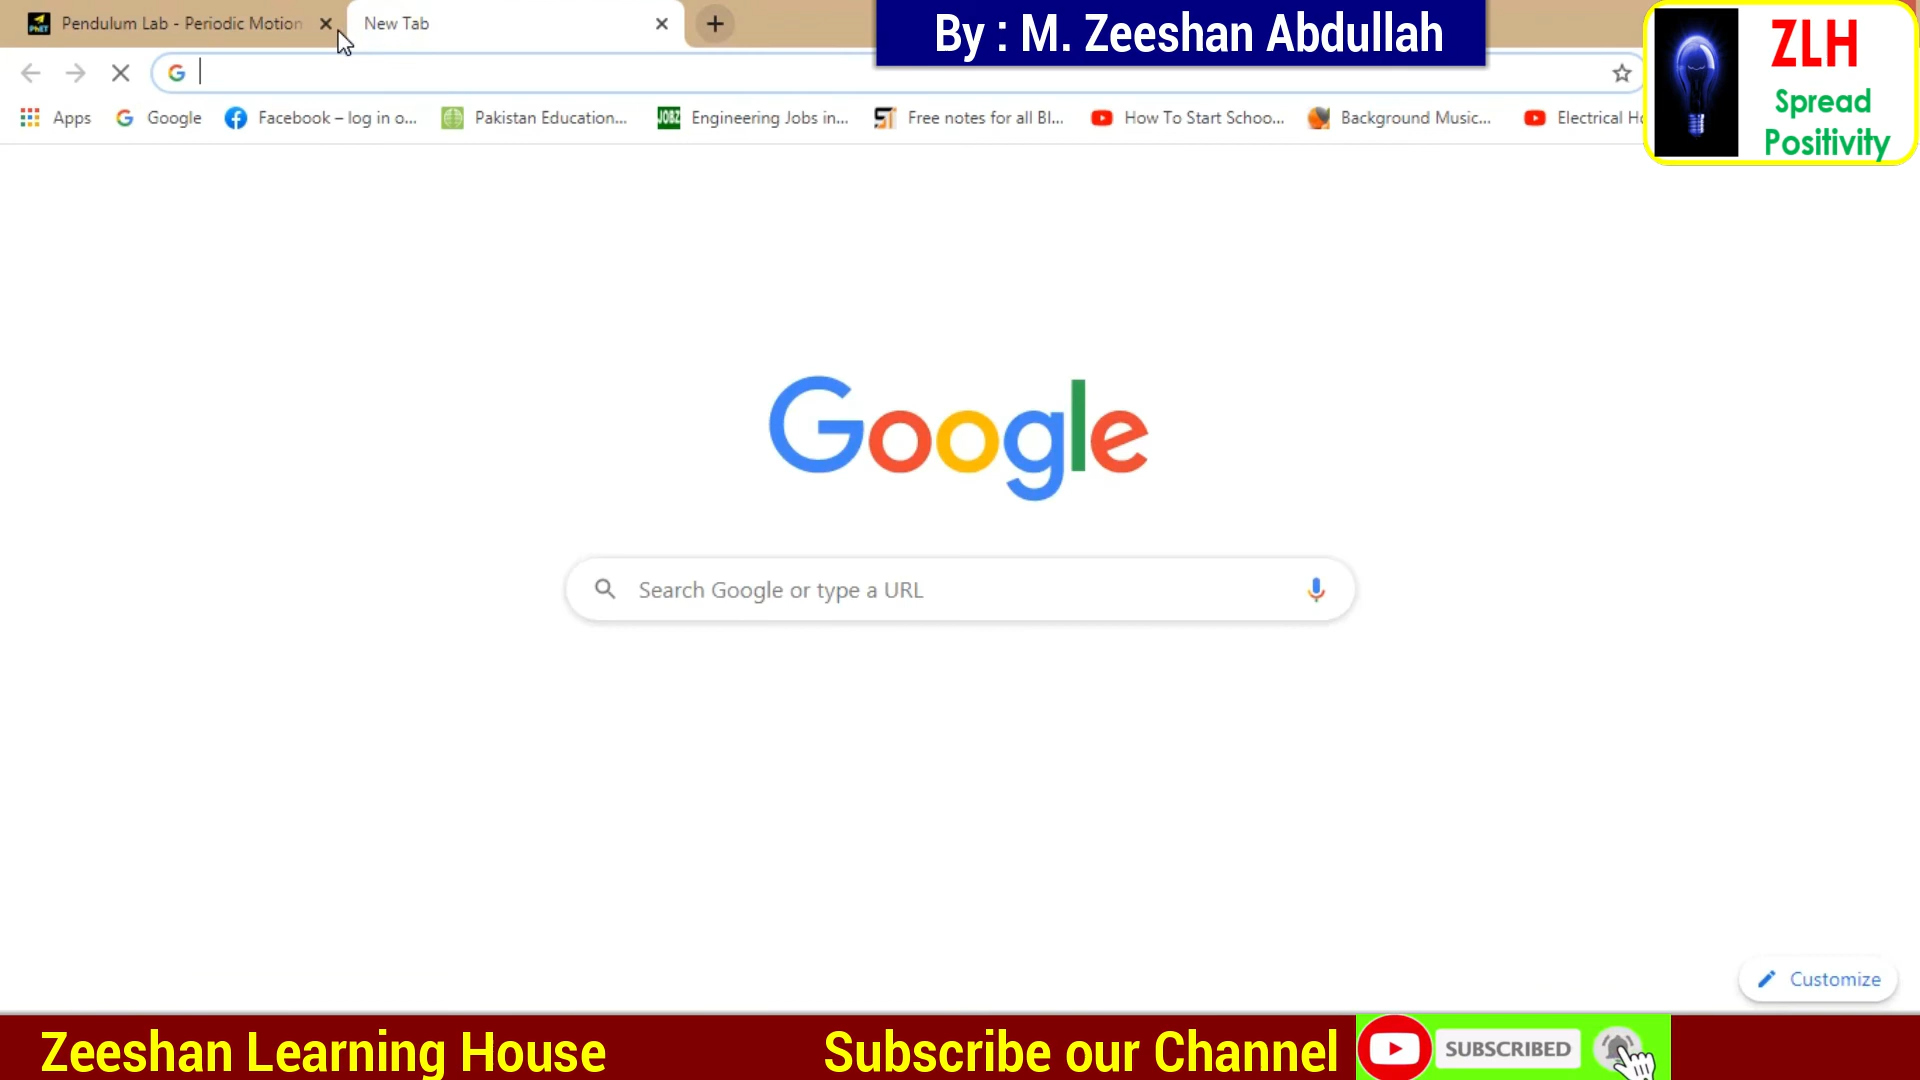 Pendulum Lab - Periodic Motion
New Tab
By : M. Zeeshan Abdullah
ZLH
Spread
Positivity
Apps
Google
Facebook – log in o...
Pakistan Education...
JOBZ
Engineering Jobs in...
Free notes for all Bl...
How To Start Schoo...
Background Music...
Electrical Ho
Google
Search Google or type a URL
Customize
Zeeshan Learning House
Subscribe our Channel
SUBSCRIBED